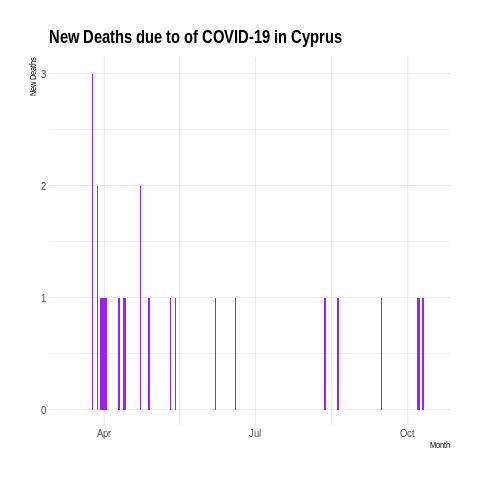 New Deaths due to of COVID-19 in Cyprus
New Deaths
3
2
1
0
Apr
Jul
Oct
Month